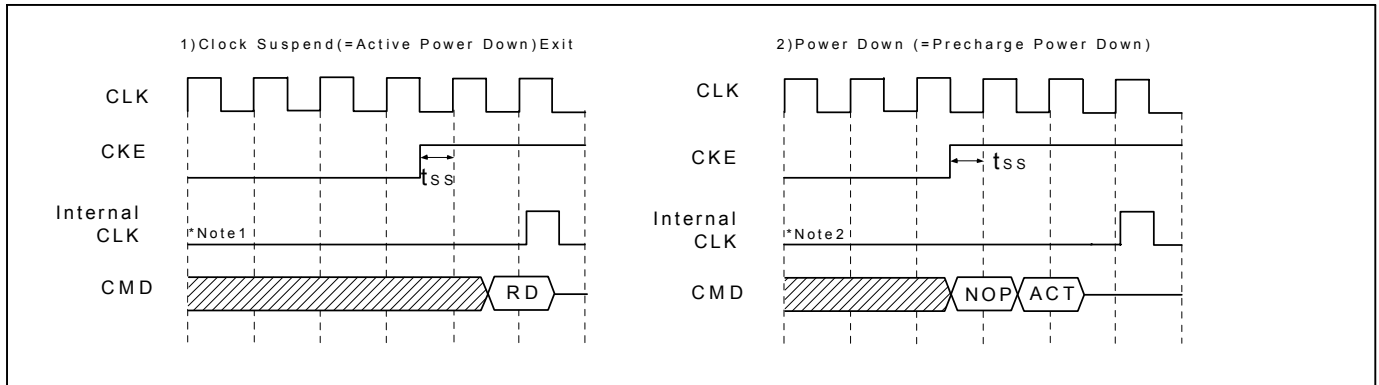 1)Clock Suspend(=Active Power Down)Exit
CLK
CKE
tss
Internal
CLK
*Note1
CMD
RD
2)Power Down (=Precharge Power Down)
CLK
CKE
tss
Internal
CLK
*Note2
CMD
NOP
ACT